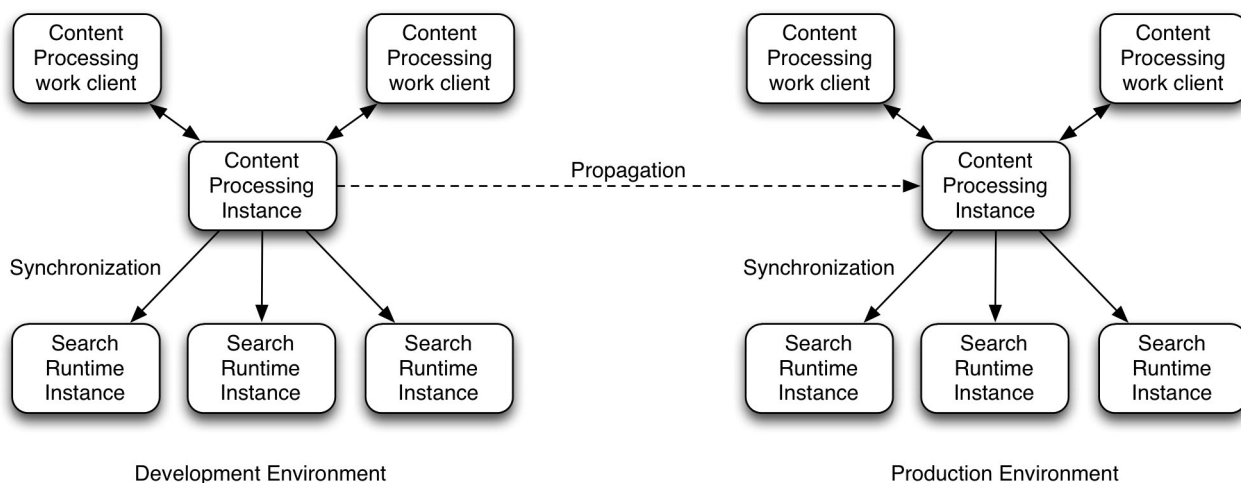 Content
Processing
work client
Content
Processing
work client
Content
Processing
work client
Content
Processing
work client
Content
Processing
Instance
Propagation
Content
Processing
Instance
Synchronization
Synchronization
Search
Runtime
Instance
Search
Runtime
Instance
Search
Runtime
Instance
Search
Runtime
Instance
Search
Runtime
Instance
Search
Runtime
Instance
Development Environment
Production Environment